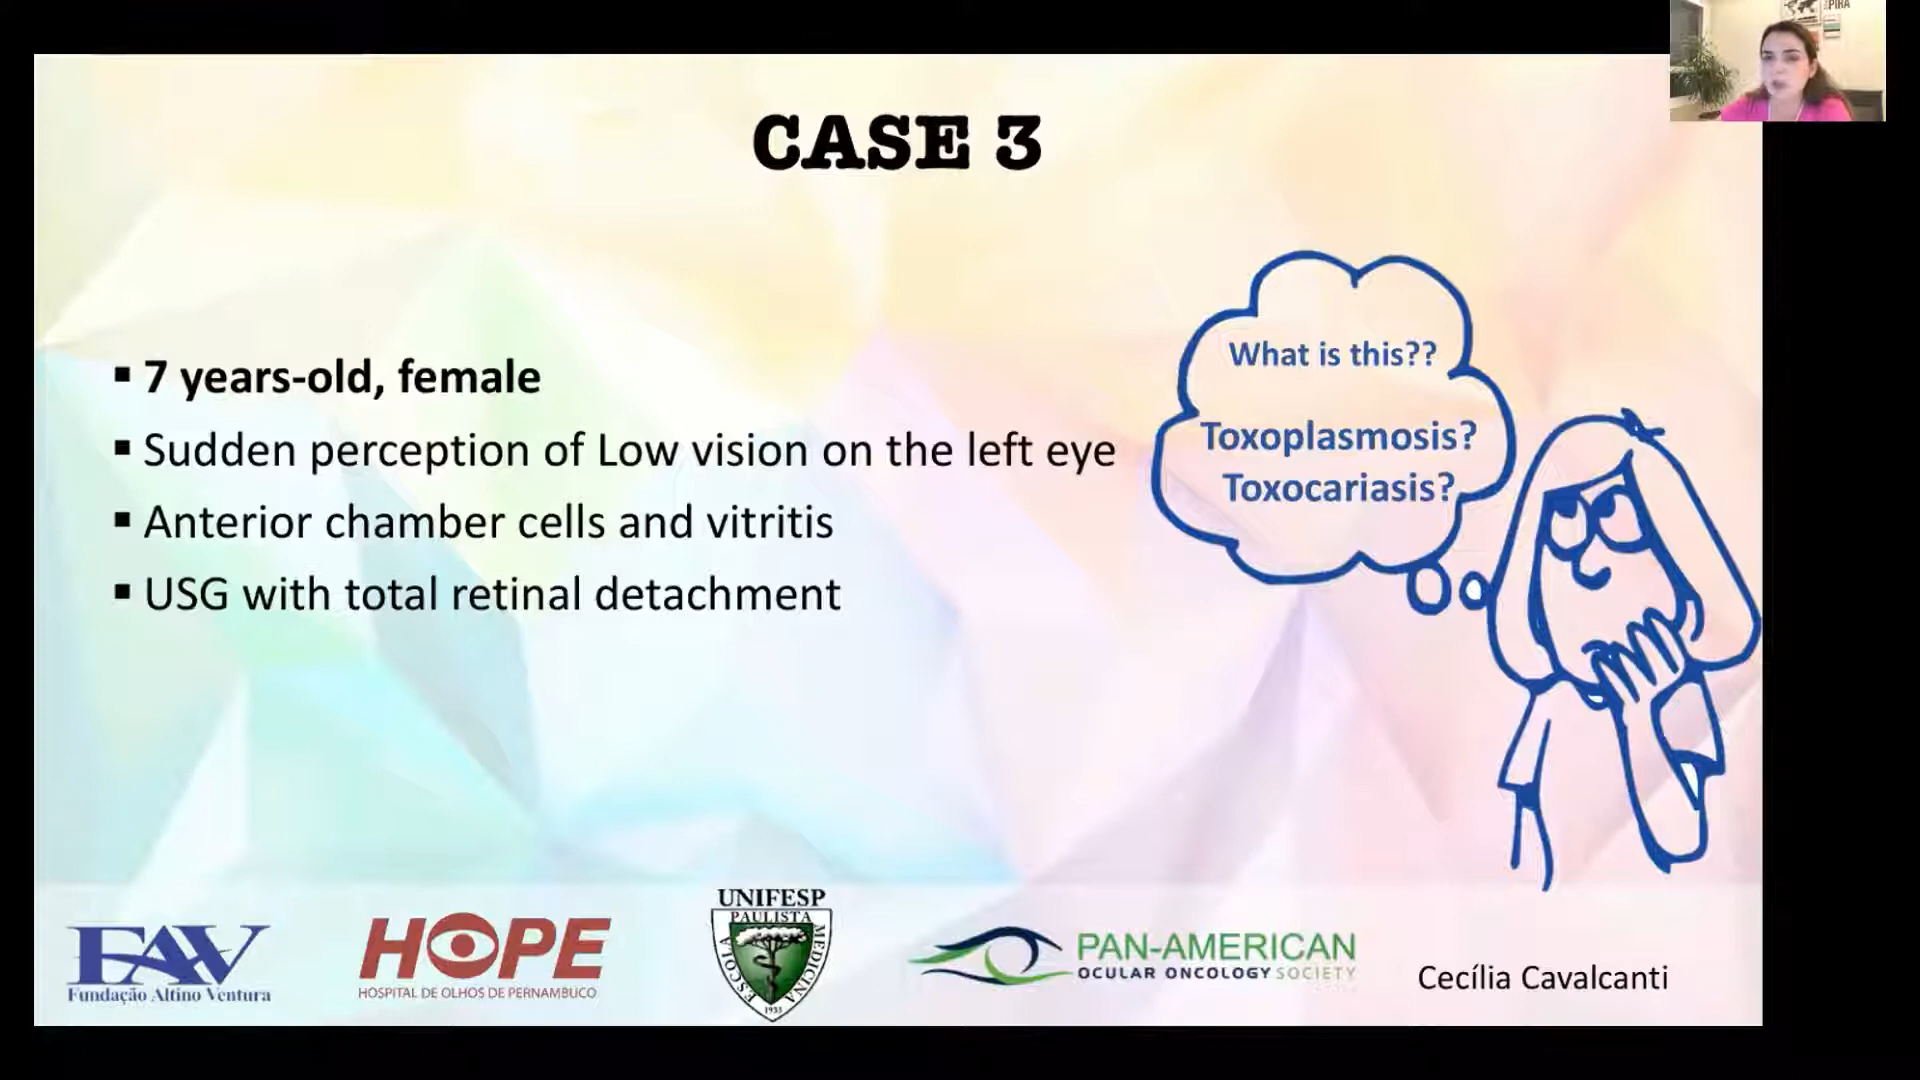 PIRA
CASE 3
▪ 7 years-old, female
▪ Sudden perception of Low vision on the left eye
▪ Anterior chamber cells and vitritis
▪ USG with total retinal detachment
What is this??
Toxoplasmosis?
Toxocariasis?
FAV
Fundação Altino Ventura
HOPE
HOSPITAL DE OLHOS DE PERNAMBUCO
UNIFESP
PAULISTA
ESCOLA
MEDICINA
1933
PAN-AMERICAN
OCULAR ONCOLOGY SOCIETY
Cecília Cavalcanti